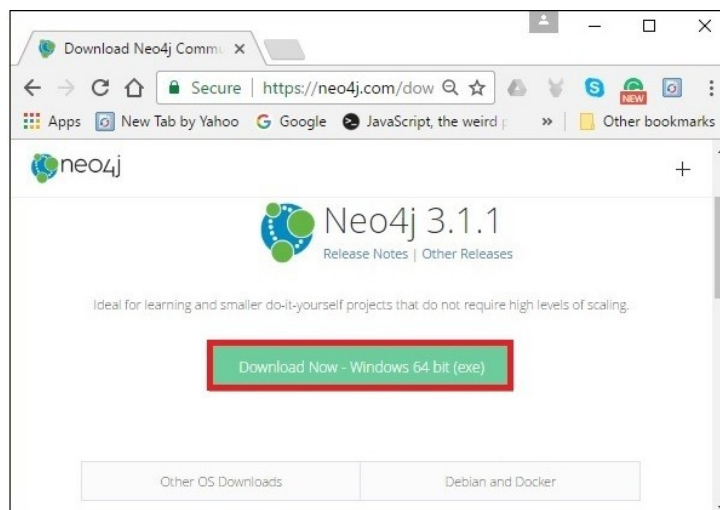 Download Neo4j Commu
Secure | https://neo4j.com/dow
NEW
Apps New Tab by Yahoo Google JavaScript, the weird p » Other bookmarks
neo4j
Neo4j 3.1.1
Release Notes | Other Releases
Ideal for learning and smaller do-it-yourself projects that do not require high levels of scaling.
Download Now - Windows 64 bit (exe)
Other OS Downloads
Debian and Docker